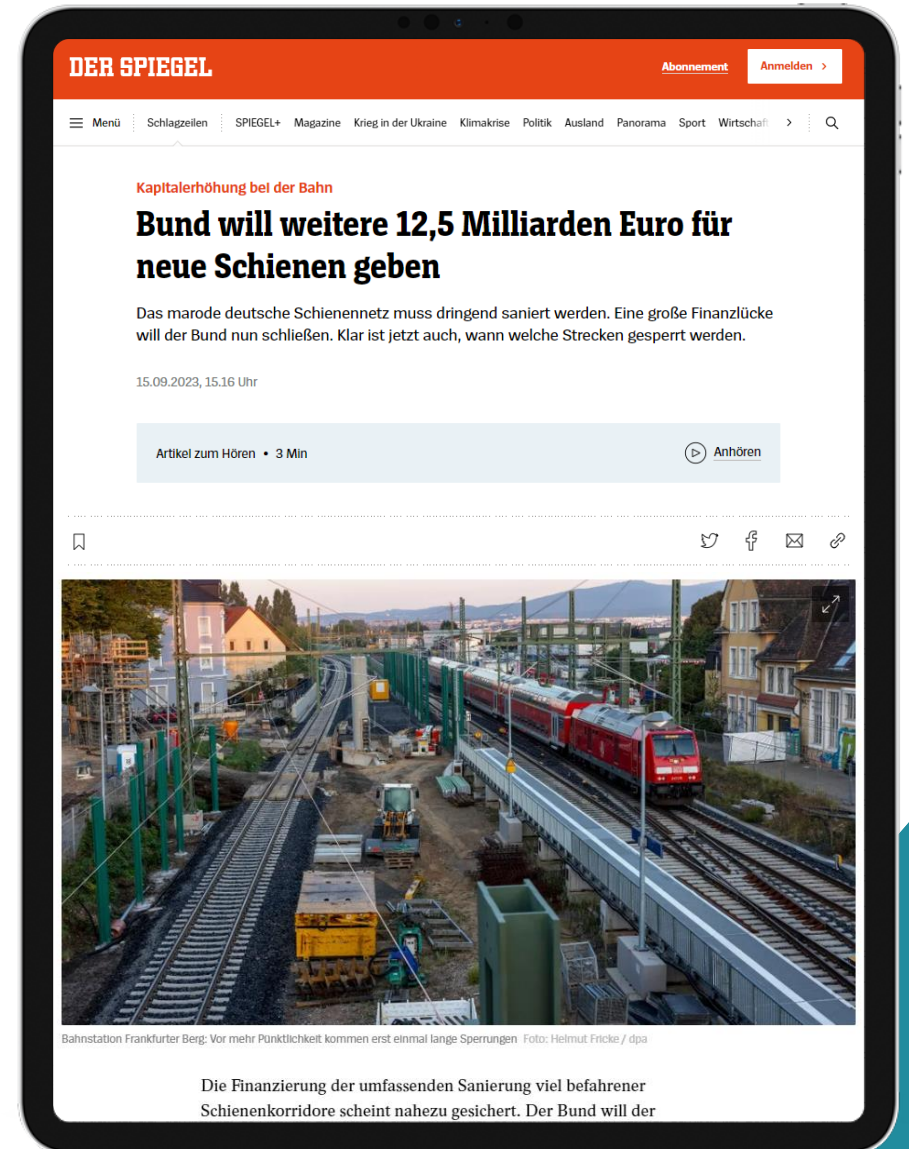 DER SPIEGEL
Abonnement
Anmelden >
Menü Schlagzeilen SPIEGEL+ Magazine Krieg in der Ukraine Klimakrise Politik Ausland Panorama Sport Wirtschaft >
Kapitalerhöhung bei der Bahn
Bund will weitere 12,5 Milliarden Euro für
neue Schienen geben
Das marode deutsche Schienennetz muss dringend saniert werden. Eine große Finanzlücke
will der Bund nun schließen. Klar ist jetzt auch, wann welche Strecken gesperrt werden.
15.09.2023, 15.16 Uhr
Artikel zum Hören • 3 Min
Anhören
Bahnstation Frankfurter Berg: Vor mehr Pünktlichkeit kommen erst einmal lange Sperrungen Foto: Helmut Fricke / dpa
Die Finanzierung der umfassenden Sanierung viel befahrener
Schienenkorridore scheint nahezu gesichert. Der Bund will der